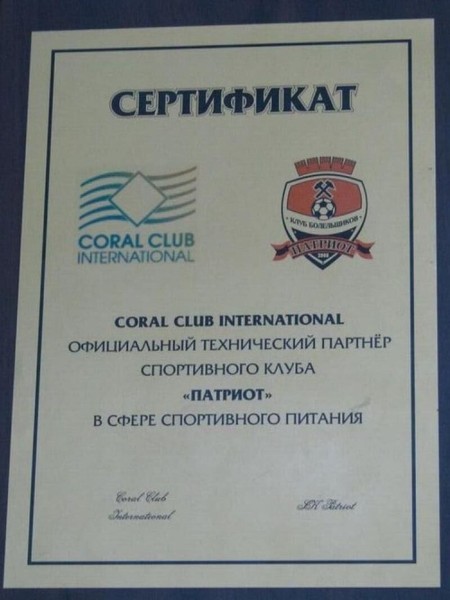 СЕРТИФИКАТ
CORAL CLUB
INTERNATIONAL
· КЛУБ БОЛЕЛЬЩИКОВ ·
ПАТРИОТ
CORAL CLUB INTERNATIONAL
ОФИЦИАЛЬНЫЙ ТЕХНИЧЕСКИЙ ПАРТНЁР
СПОРТИВНОГО КЛУБА
«ПАТРИОТ»
В СФЕРЕ СПОРТИВНОГО ПИТАНИЯ
Coral Club
International
SK Patriot